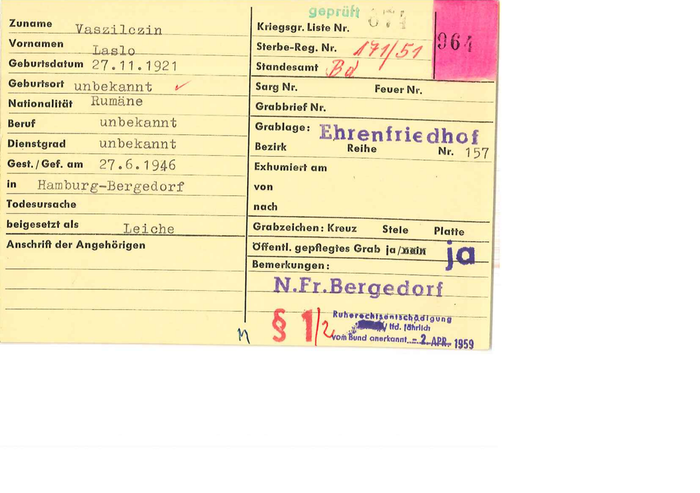 geprüft 671
964
Zuname Vaszilczin
Vornamen Laslo
Geburtsdatum 27.11.1921
Geburtsort unbekannt ✓
Nationalität Rumäne
Beruf unbekannt
Dienstgrad unbekannt
Gest./Gef. am 27.6.1946
in Hamburg-Bergedorf
Todesursache
beigesetzt als Leiche
Anschrift der Angehörigen
M
Kriegsgr. Liste Nr.
Sterbe-Reg. Nr. 171/51
Standesamt Bd
Sarg Nr. Feuer Nr.
Grabbrief Nr.
Grablage: Ehrenfriedhof
Bezirk Reihe Nr. 157
Exhumiert am
von
nach
Grabzeichen: Kreuz Stele Platte
Öffentl. gepflegtes Grab ja/nein ja
Bemerkungen:
N.Fr.Bergedorf
§ 1/2
Ruherechtsentschädigung
/ lfd. jährlich
vom Bund anerkannt - 2. APR. 1959